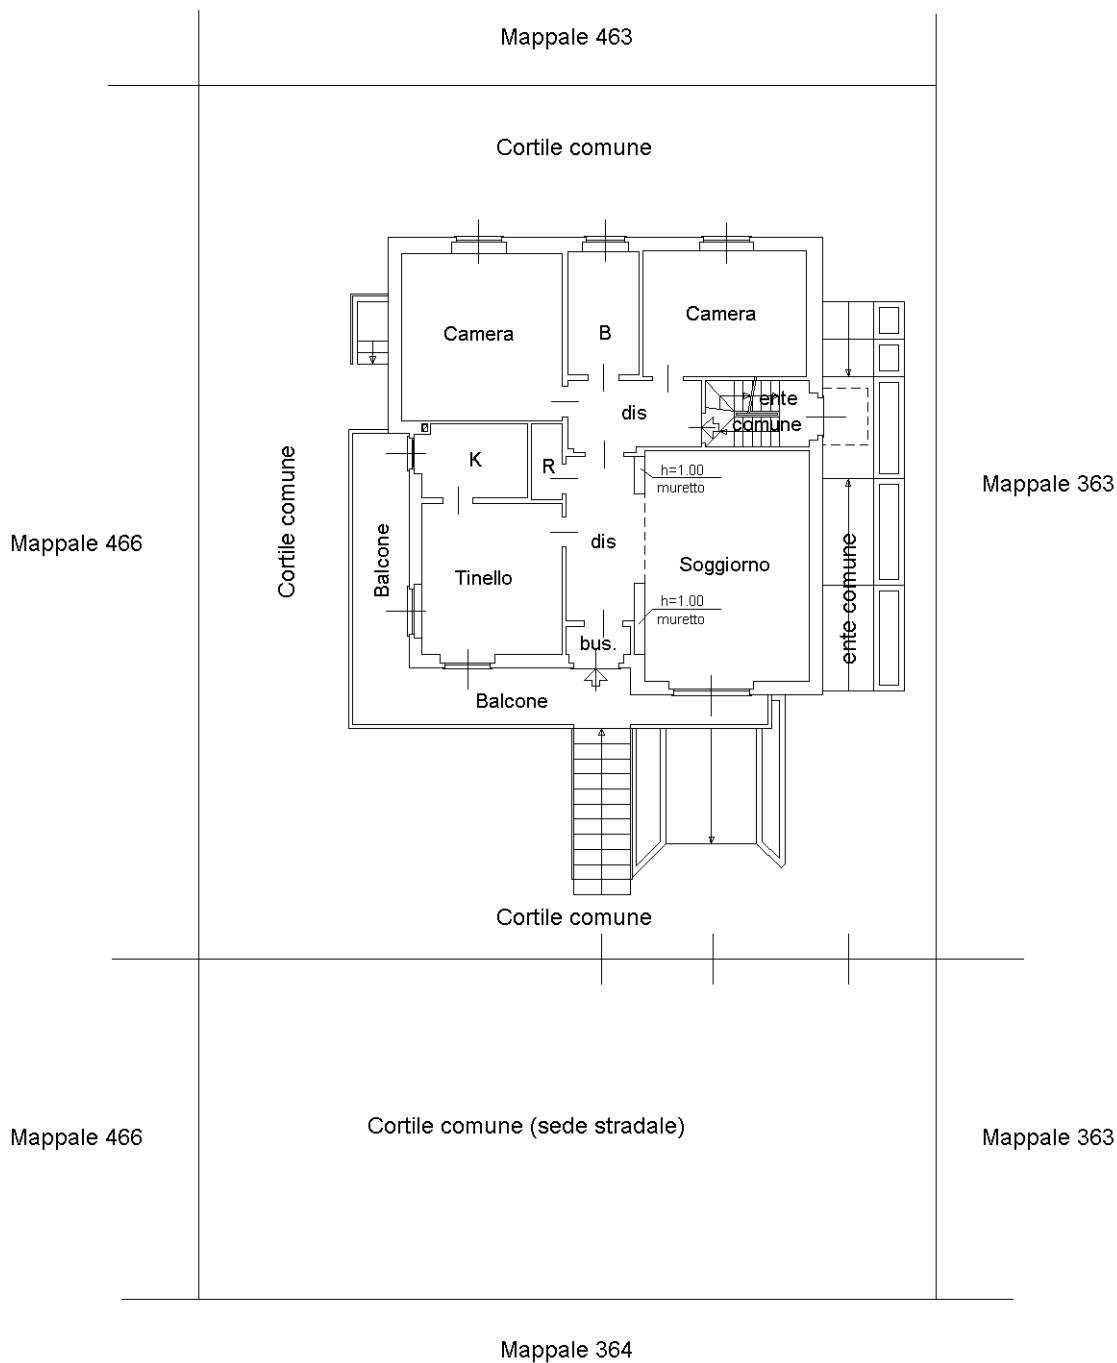 Mappale 463
Cortile comune
Camera
B
Camera
dis
ente
comune
K
R
h=1.00
muretto
Mappale 363
Mappale 466
Cortile comune
Balcone
Tinello
dis
Soggiorno
ente comune
h=1.00
muretto
bus.
Balcone
Cortile comune
Mappale 466
Cortile comune (sede stradale)
Mappale 363
Mappale 364